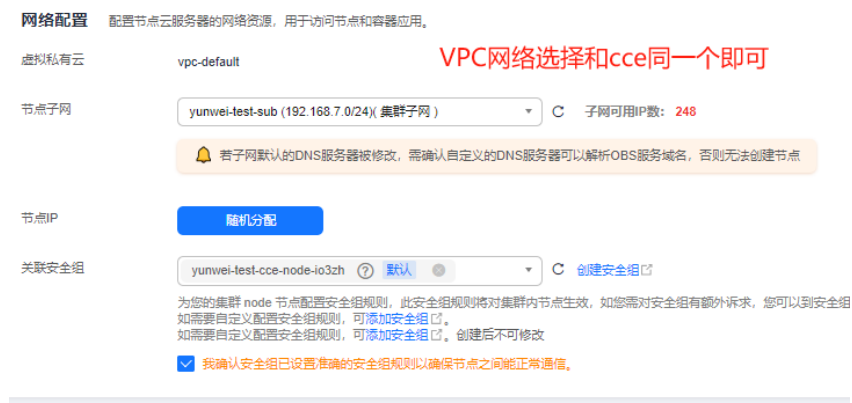 网络配置 配置节点云服务器的网络资源，用于访问节点和容器应用。
虚拟私有云 vpc-default VPC网络选择和cce同一个即可
节点子网 yunwei-test-sub (192.168.7.0/24)( 集群子网 ) 子网可用IP数： 248
若子网默认的DNS服务器被修改，需确认自定义的DNS服务器可以解析OBS服务域名，否则无法创建节点
节点IP 随机分配
关联安全组 yunwei-test-cce-node-io3zh ? 默认 创建安全组
为您的集群 node 节点配置安全组规则，此安全组规则将对集群内节点生效，如您需对安全组有额外诉求，您可以到安全组
如需要自定义配置安全组规则，可添加安全组。
如需要自定义配置安全组规则，可添加安全组。创建后不可修改
我确认安全组已设置准确的安全组规则以确保节点之间能正常通信。